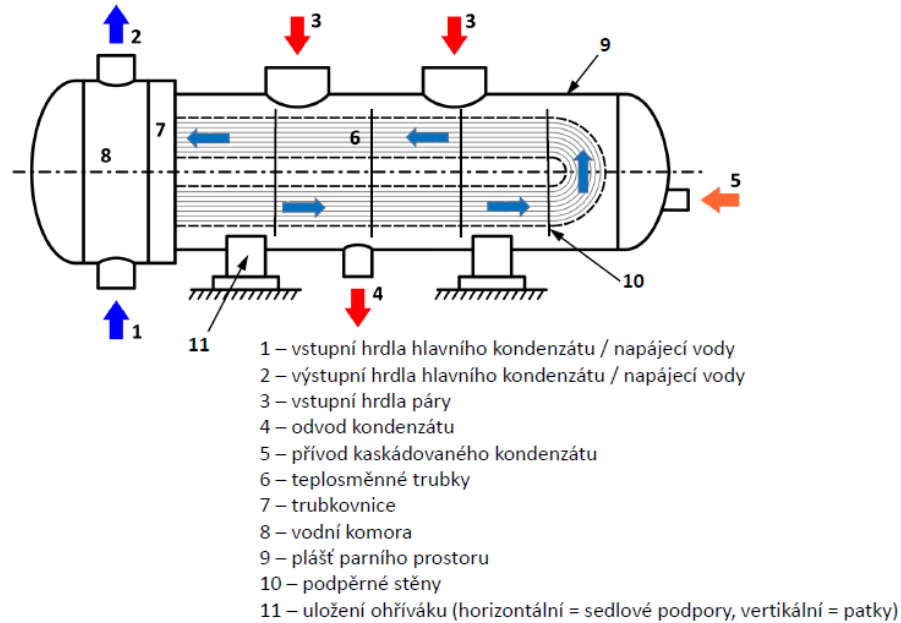 3
3
2
9
7
6
8
5
10
4
1
11
1 – vstupní hrdla hlavního kondenzátu / napájecí vody
2 – výstupní hrdla hlavního kondenzátu / napájecí vody
3 – vstupní hrdla páry
4 – odvod kondenzátu
5 – přívod kaskádovaného kondenzátu
6 – teplosměnné trubky
7 – trubkovnice
8 – vodní komora
9 – plášť parního prostoru
10 – podpěrné stěny
11 – uložení ohříváku (horizontální = sedlové podpory, vertikální = patky)